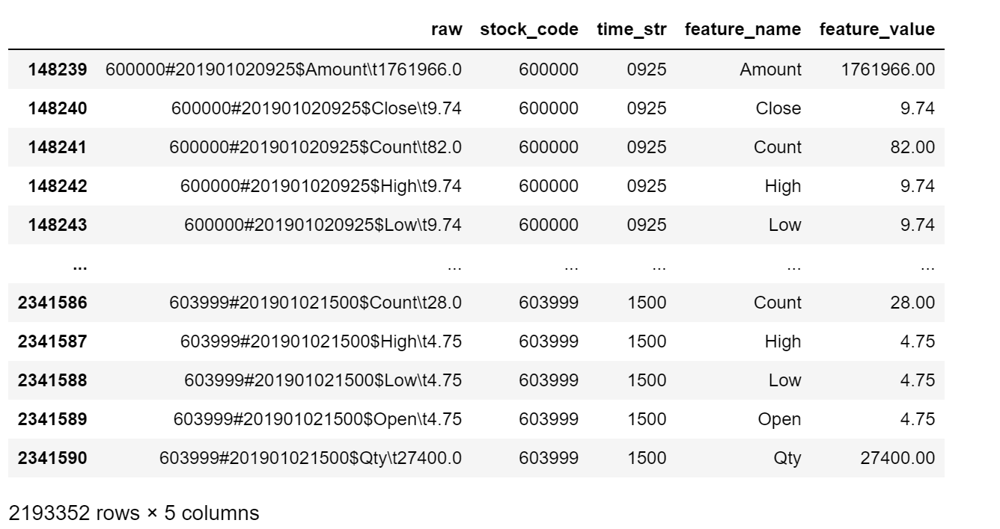 raw stock_code time_str feature_name feature_value
148239 600000#201901020925$Amount\t1761966.0 600000 0925 Amount 1761966.00
148240 600000#201901020925$Close\t9.74 600000 0925 Close 9.74
148241 600000#201901020925$Count\t82.0 600000 0925 Count 82.00
148242 600000#201901020925$High\t9.74 600000 0925 High 9.74
148243 600000#201901020925$Low\t9.74 600000 0925 Low 9.74
... ... ... ... ... ...
2341586 603999#201901021500$Count\t28.0 603999 1500 Count 28.00
2341587 603999#201901021500$High\t4.75 603999 1500 High 4.75
2341588 603999#201901021500$Low\t4.75 603999 1500 Low 4.75
2341589 603999#201901021500$Open\t4.75 603999 1500 Open 4.75
2341590 603999#201901021500$Qty\t27400.0 603999 1500 Qty 27400.00
2193352 rows × 5 columns